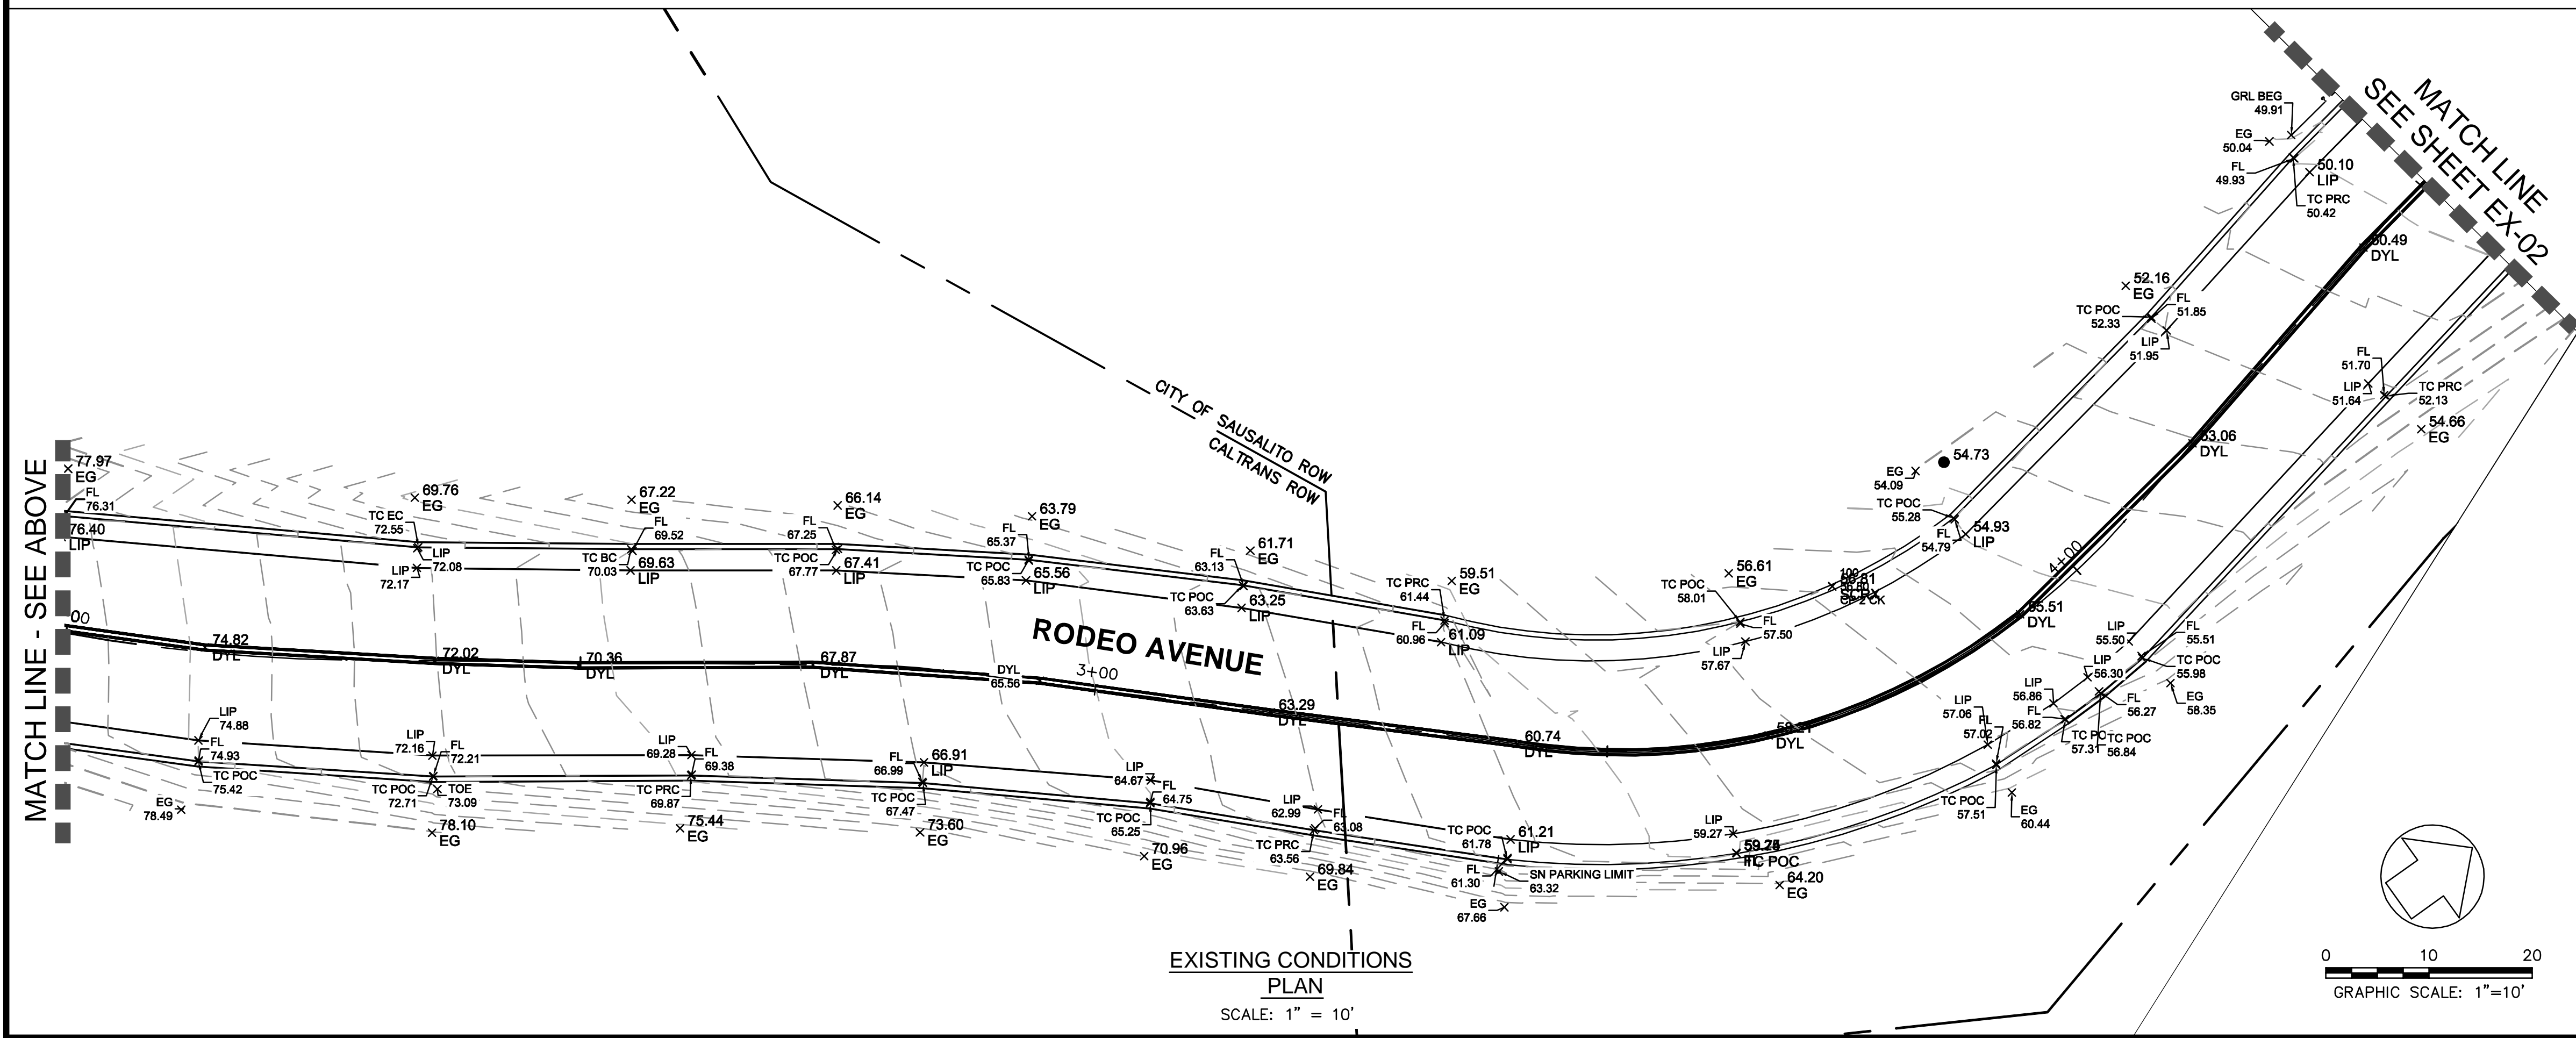 MATCH LINE
SEE SHEET EX-02
GRL BEG
49.91
EG
50.04
FL
49.93
50.10
LIP
TC PRC
50.42
50.49
DYL
52.16
EG
TC POC
52.33
FL
51.85
LIP
51.95
FL
51.70
LIP
51.64
TC PRC
52.13
54.66
EG
53.06
DYL
54.73
EG
54.09
TC POC
55.28
54.93
LIP
FL
54.79
4+00
55.51
DYL
CITY OF SAUSALITO ROW
CALTRANS ROW
MATCH LINE - SEE ABOVE
77.97
EG
FL
76.31
76.40
LIP
69.76
EG
TC EC
72.55
LIP
72.08
LIP
72.17
67.22
EG
FL
69.52
TC BC
70.03
69.63
LIP
66.14
EG
FL
67.25
TC POC
67.77
67.41
LIP
63.79
EG
FL
65.37
TC POC
65.83
65.56
LIP
61.71
EG
FL
63.13
TC POC
63.63
63.25
LIP
59.51
EG
TC PRC
61.44
FL
60.96
61.09
LIP
56.61
EG
TC POC
58.01
FL
57.50
LIP
57.67
100
00
74.82
DYL
72.02
DYL
70.36
DYL
67.87
DYL
DYL
65.56
3+00
RODEO AVENUE
63.29
DYL
60.74
DYL
DYL
LIP
74.88
FL
74.93
TC POC
75.42
EG
78.49
LIP
72.16
FL
72.21
TC POC
72.71
TOE
73.09
78.10
EG
LIP
69.28
FL
69.38
TC PRC
69.87
75.44
EG
FL
66.99
66.91
LIP
TC POC
67.47
73.60
EG
LIP
64.67
FL
64.75
TC POC
65.25
70.96
EG
LIP
62.99
FL
63.08
TC PRC
63.56
69.84
EG
TC POC
61.78
61.21
LIP
FL
61.30
SN PARKING LIMIT
63.32
EG
67.66
LIP
59.27
TC POC
64.20
EG
LIP
57.06
FL
57.02
TC POC
57.51
EG
60.44
LIP
56.86
FL
56.82
57.31
LIP
56.30
FL
56.27
TC POC
56.84
LIP
55.50
FL
55.51
TC POC
55.98
EG
58.35
EXISTING CONDITIONS
PLAN
SCALE: 1" = 10'
0 10 20
GRAPHIC SCALE: 1"=10'